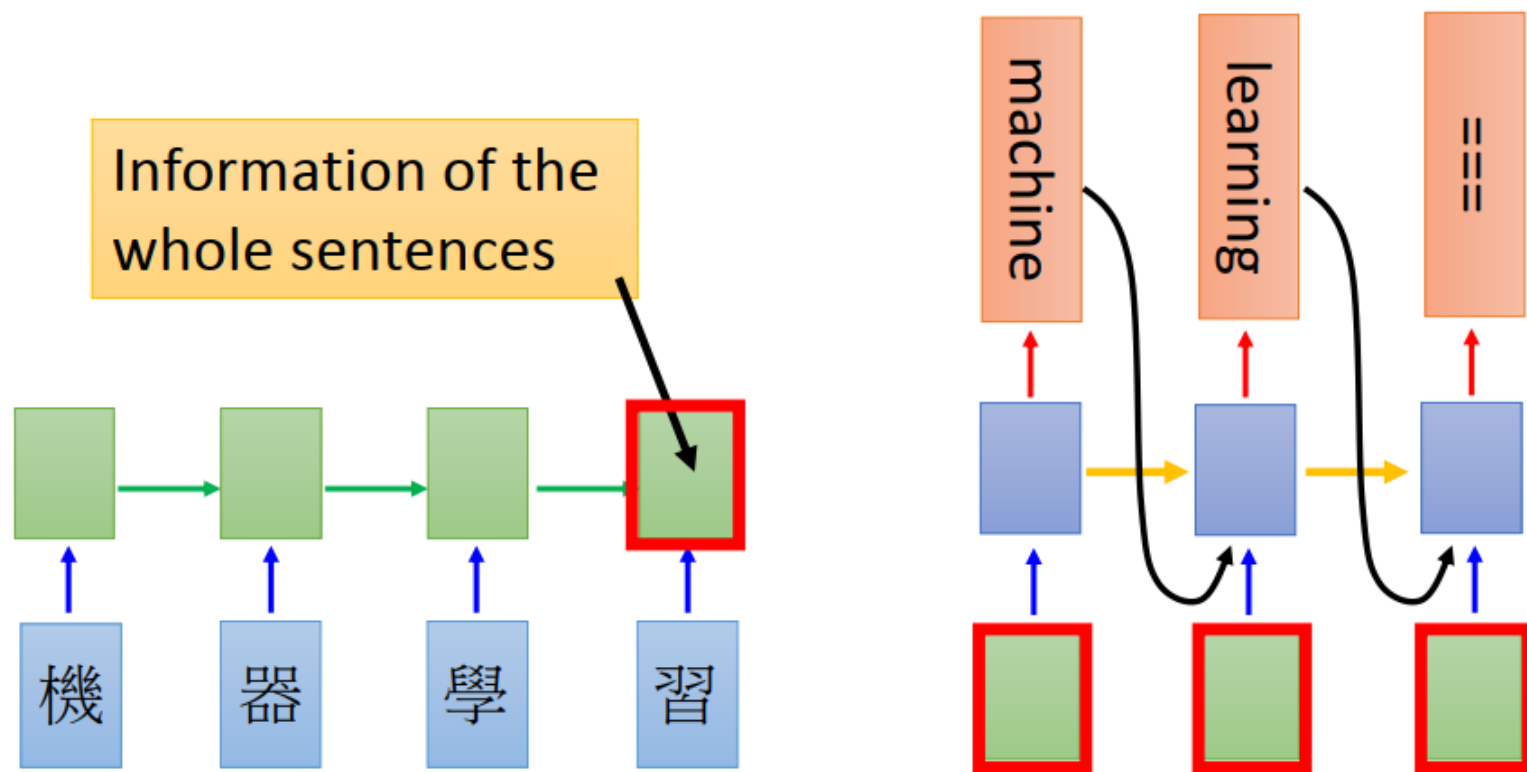 Information of the
whole sentences
機
器
學
習
machine
learning
===